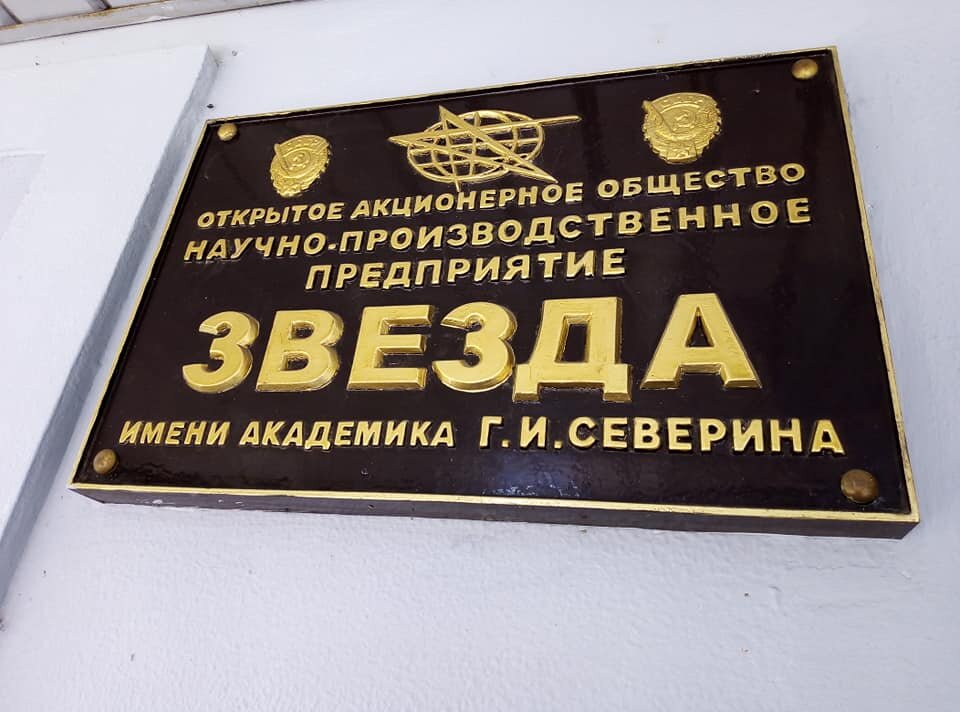 ОТКРЫТОЕ АКЦИОНЕРНОЕ ОБЩЕСТВО
НАУЧНО-ПРОИЗВОДСТВЕННОЕ
ПРЕДПРИЯТИЕ
ЗВЕЗДА
ИМЕНИ АКАДЕМИКА Г.И.СЕВЕРИНА